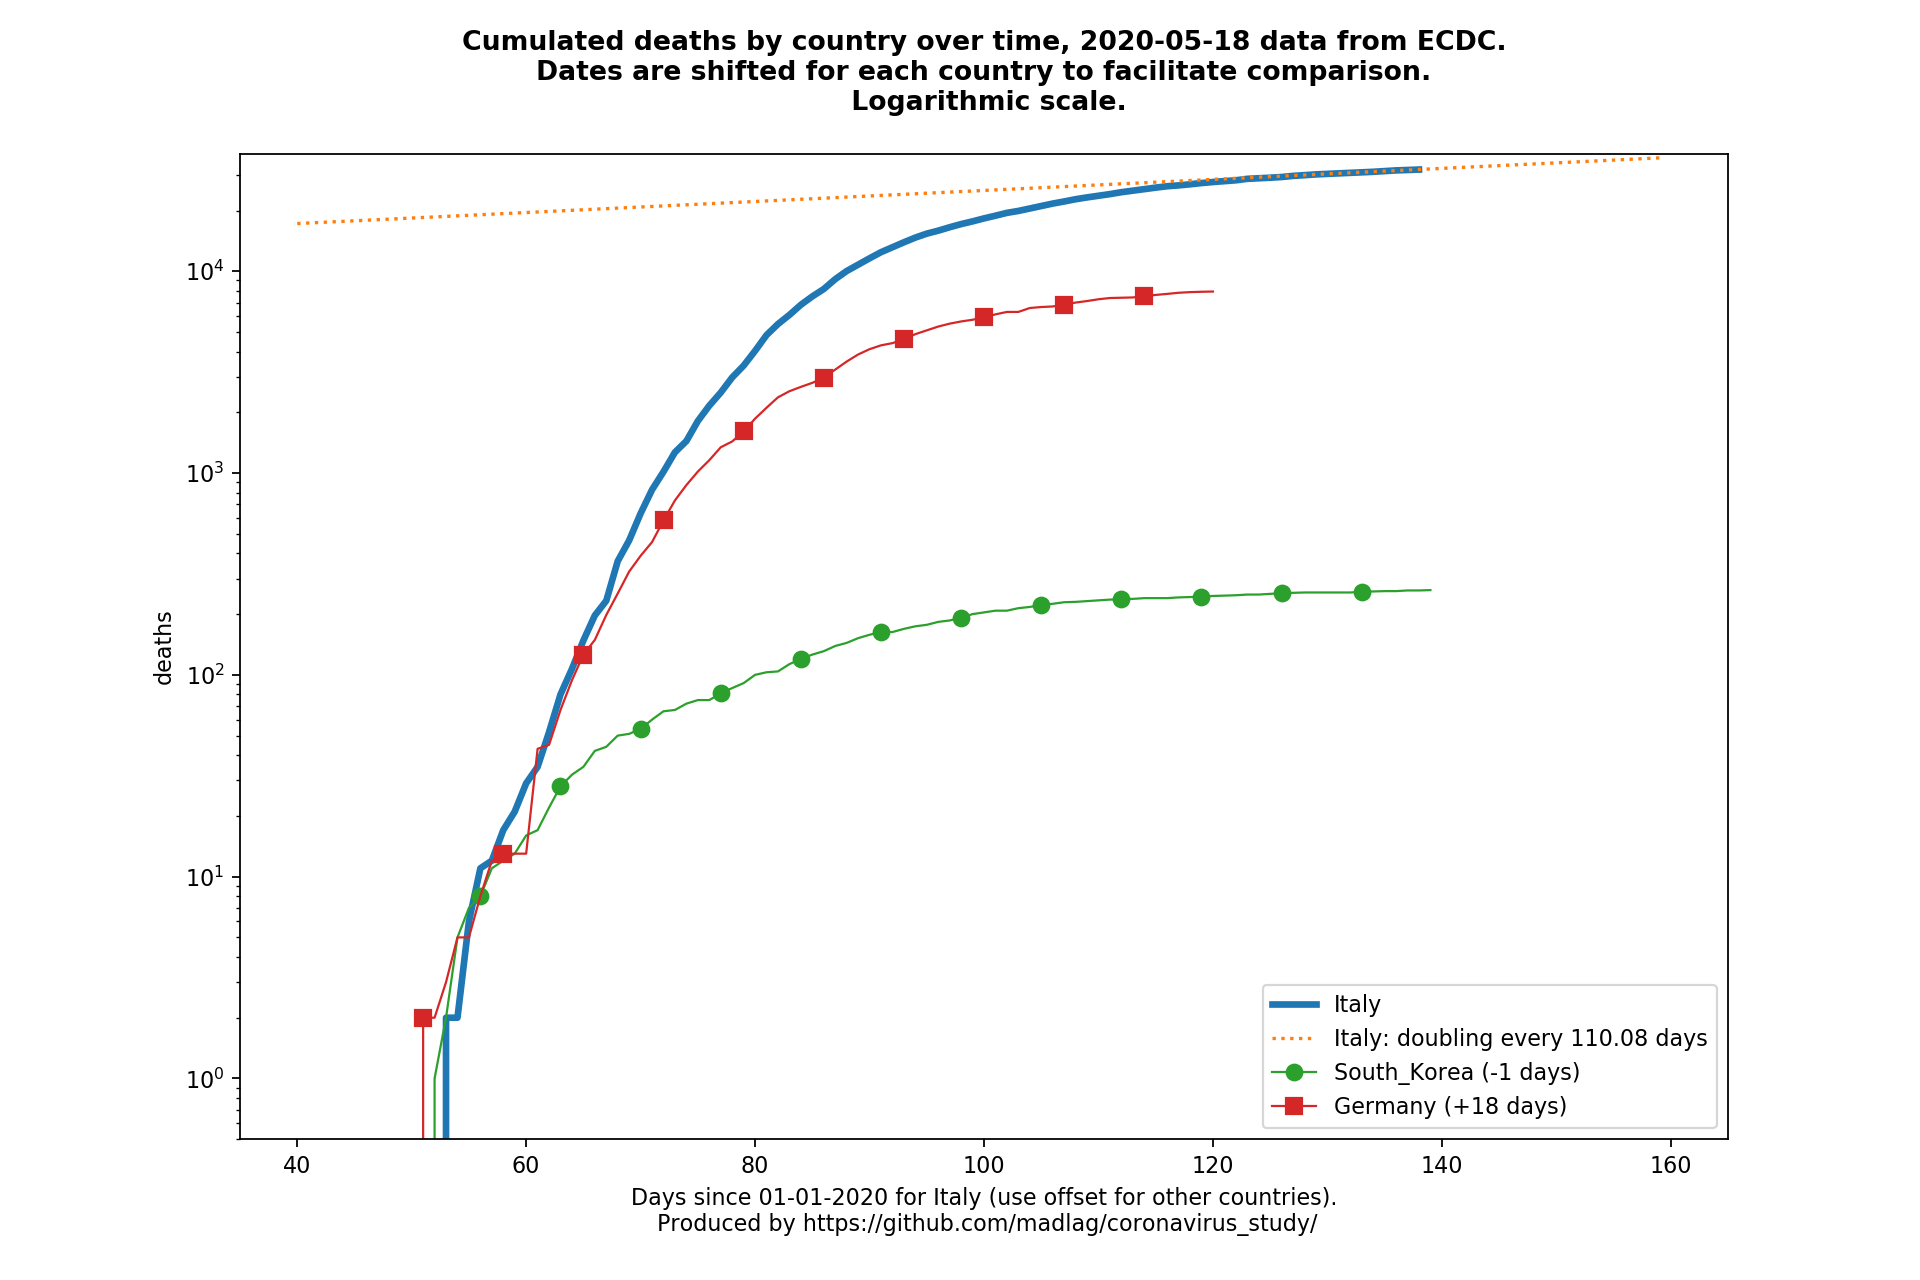 Cumulated deaths by country over time, 2020-05-18 data from ECDC.
Dates are shifted for each country to facilitate comparison.
Logarithmic scale.
deaths
10⁴
10³
10²
10¹
10⁰
40 60 80 100 120 140 160
Days since 01-01-2020 for Italy (use offset for other countries).
Produced by https://github.com/madlag/coronavirus_study/
Italy
Italy: doubling every 110.08 days
South_Korea (-1 days)
Germany (+18 days)